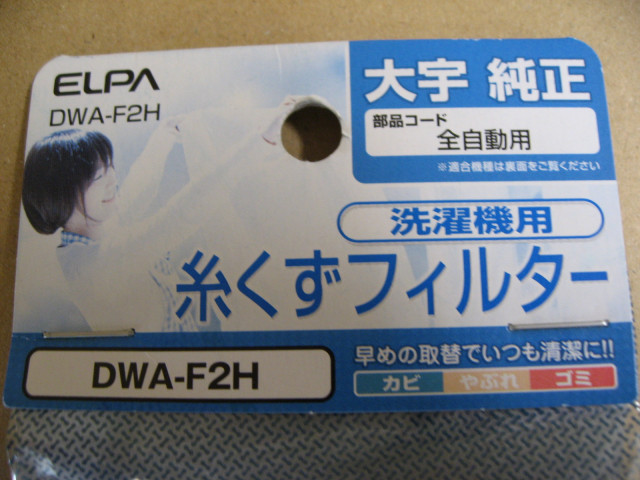 ELPA
DWA-F2H
大宇 純正
部品コード
全自動用
※適合機種は裏面をご覧ください
洗濯機用
糸くずフィルター
DWA-F2H
早めの取替でいつも清潔に!!
カビ やぶれ ゴミ